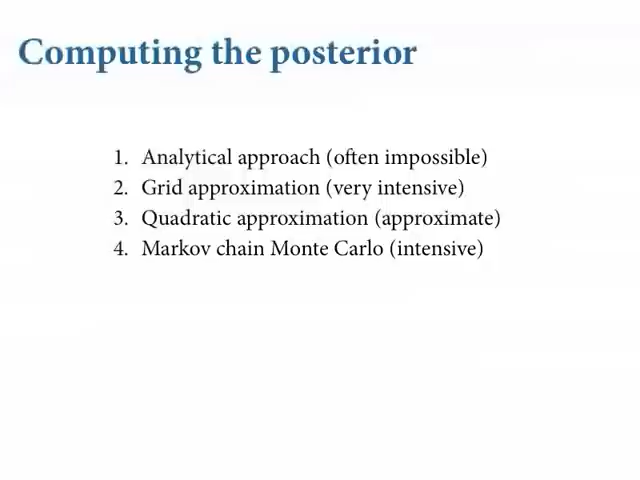 Computing the posterior
1. Analytical approach (often impossible)
2. Grid approximation (very intensive)
3. Quadratic approximation (approximate)
4. Markov chain Monte Carlo (intensive)